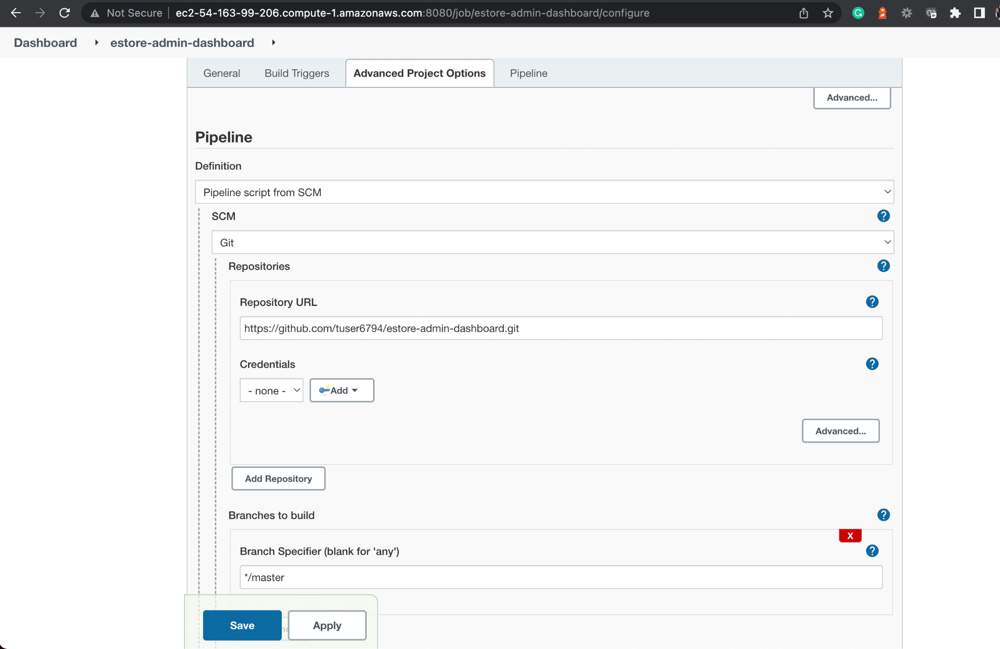 Not Secure ec2-54-163-99-206.compute-1.amazonaws.com:8080/job/estore-admin-dashboard/configure
Dashboard estore-admin-dashboard
General Build Triggers Advanced Project Options Pipeline
Advanced...
Pipeline
Definition
Pipeline script from SCM
SCM
?
Git
Repositories
?
Repository URL
?
https://github.com/tuser6794/estore-admin-dashboard.git
Credentials
?
- none - Add
Advanced...
Add Repository
Branches to build
?
X
Branch Specifier (blank for 'any')
?
*/master
Save Apply